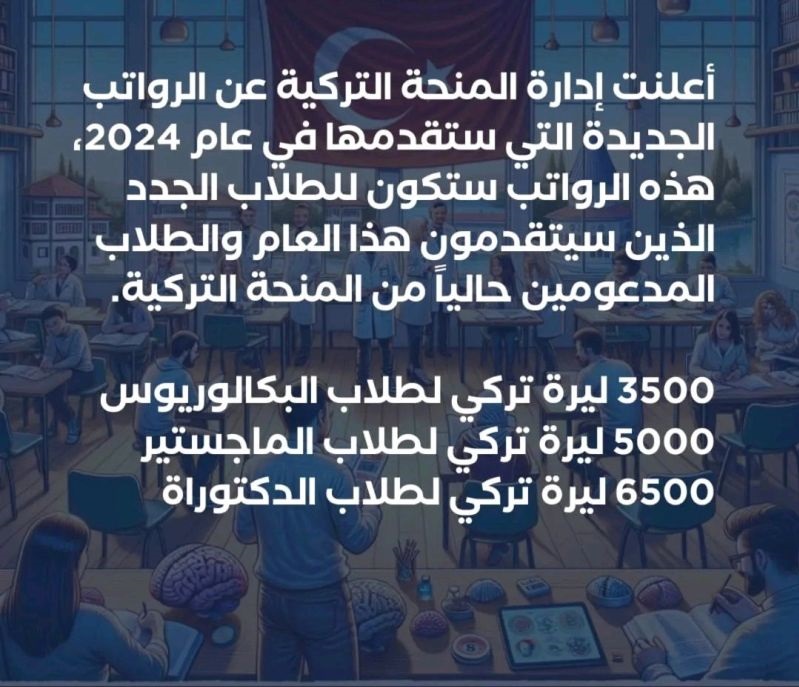 أعلنت إدارة المنحة التركية عن الرواتب
الجديدة التي ستقدمها في عام 2024،
هذه الرواتب ستكون للطلاب الجدد
الذين سيتقدمون هذا العام والطلاب
المدعومين حالياً من المنحة التركية.
3500 ليرة تركي لطلاب البكالوريوس
5000 ليرة تركي لطلاب الماجستير
6500 ليرة تركي لطلاب الدكتوراة